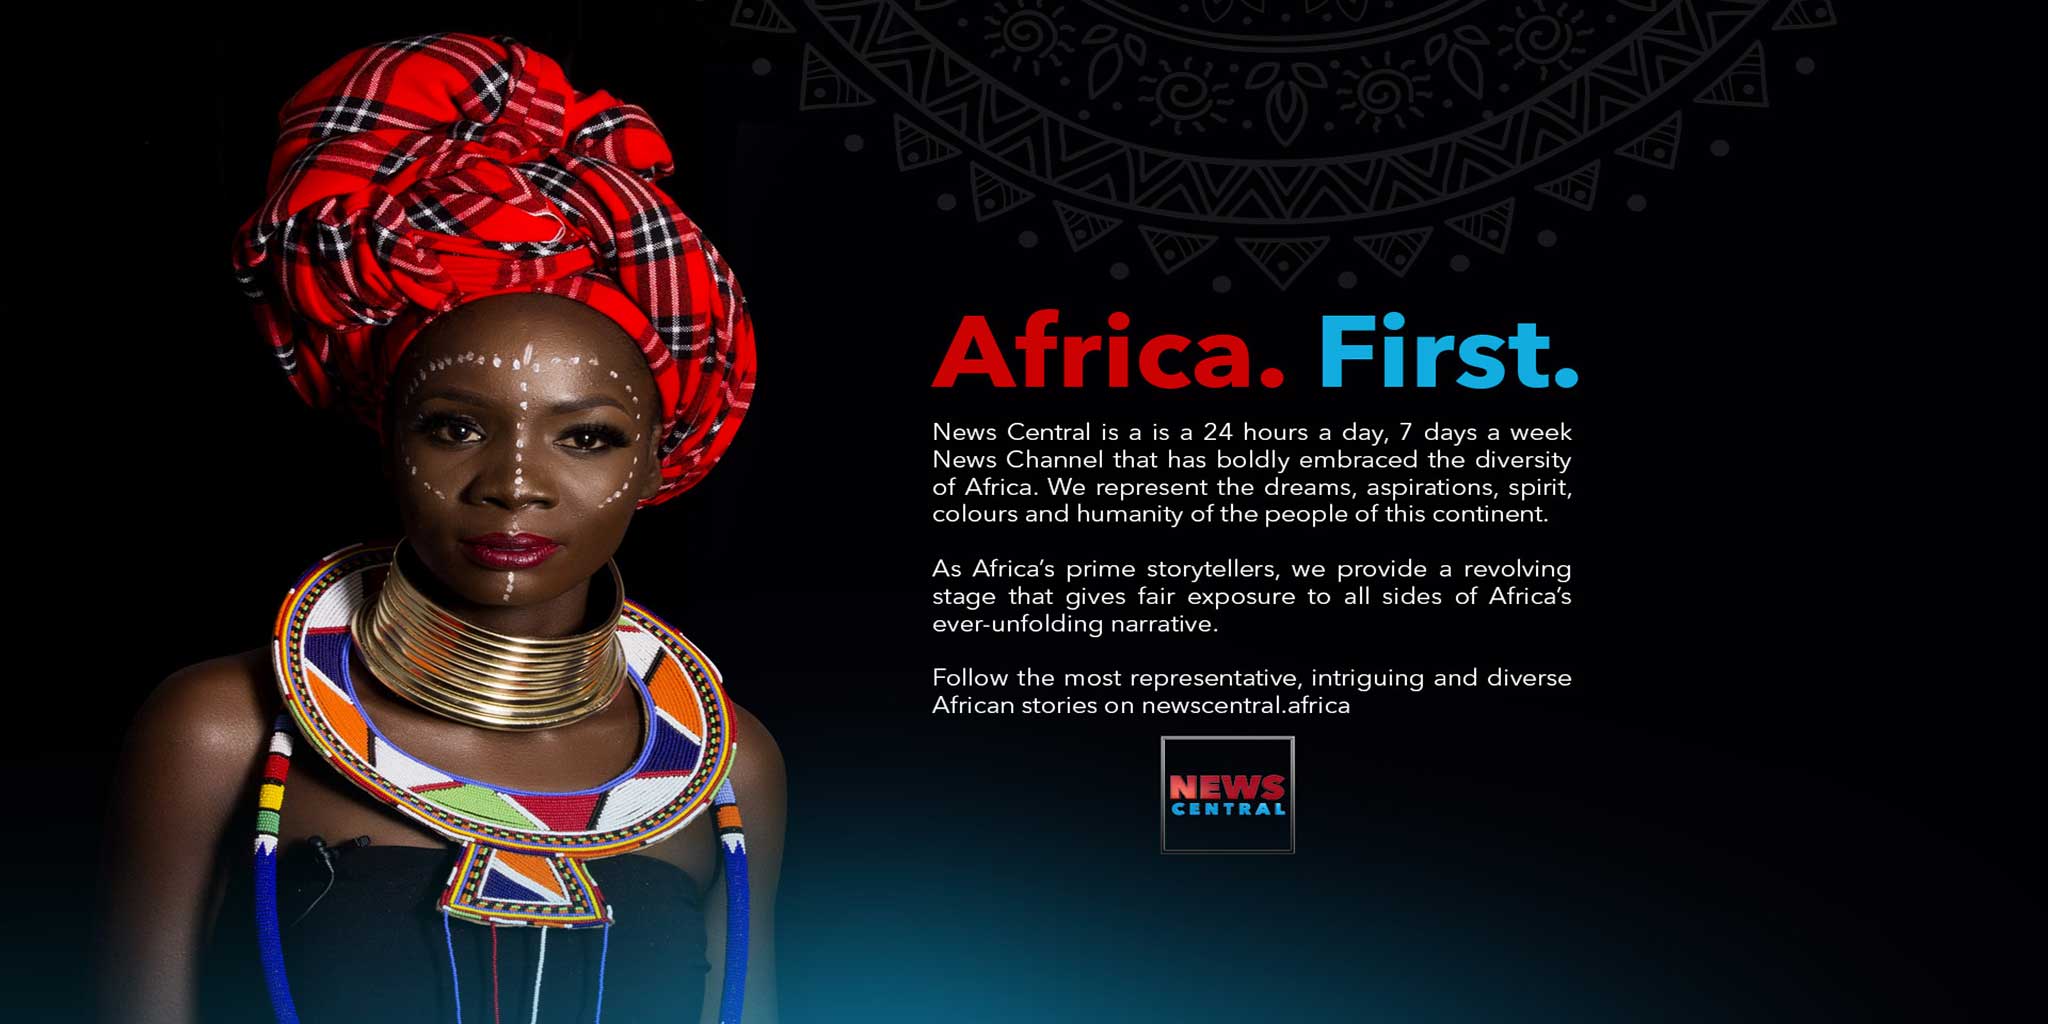 Africa. First.
News Central is a is a 24 hours a day, 7 days a week
News Channel that has boldly embraced the diversity
of Africa. We represent the dreams, aspirations, spirit,
colours and humanity of the people of this continent.
As Africa’s prime storytellers, we provide a revolving
stage that gives fair exposure to all sides of Africa’s
ever-unfolding narrative.
Follow the most representative, intriguing and diverse
African stories on newscentral.africa
NEWS
CENTRAL